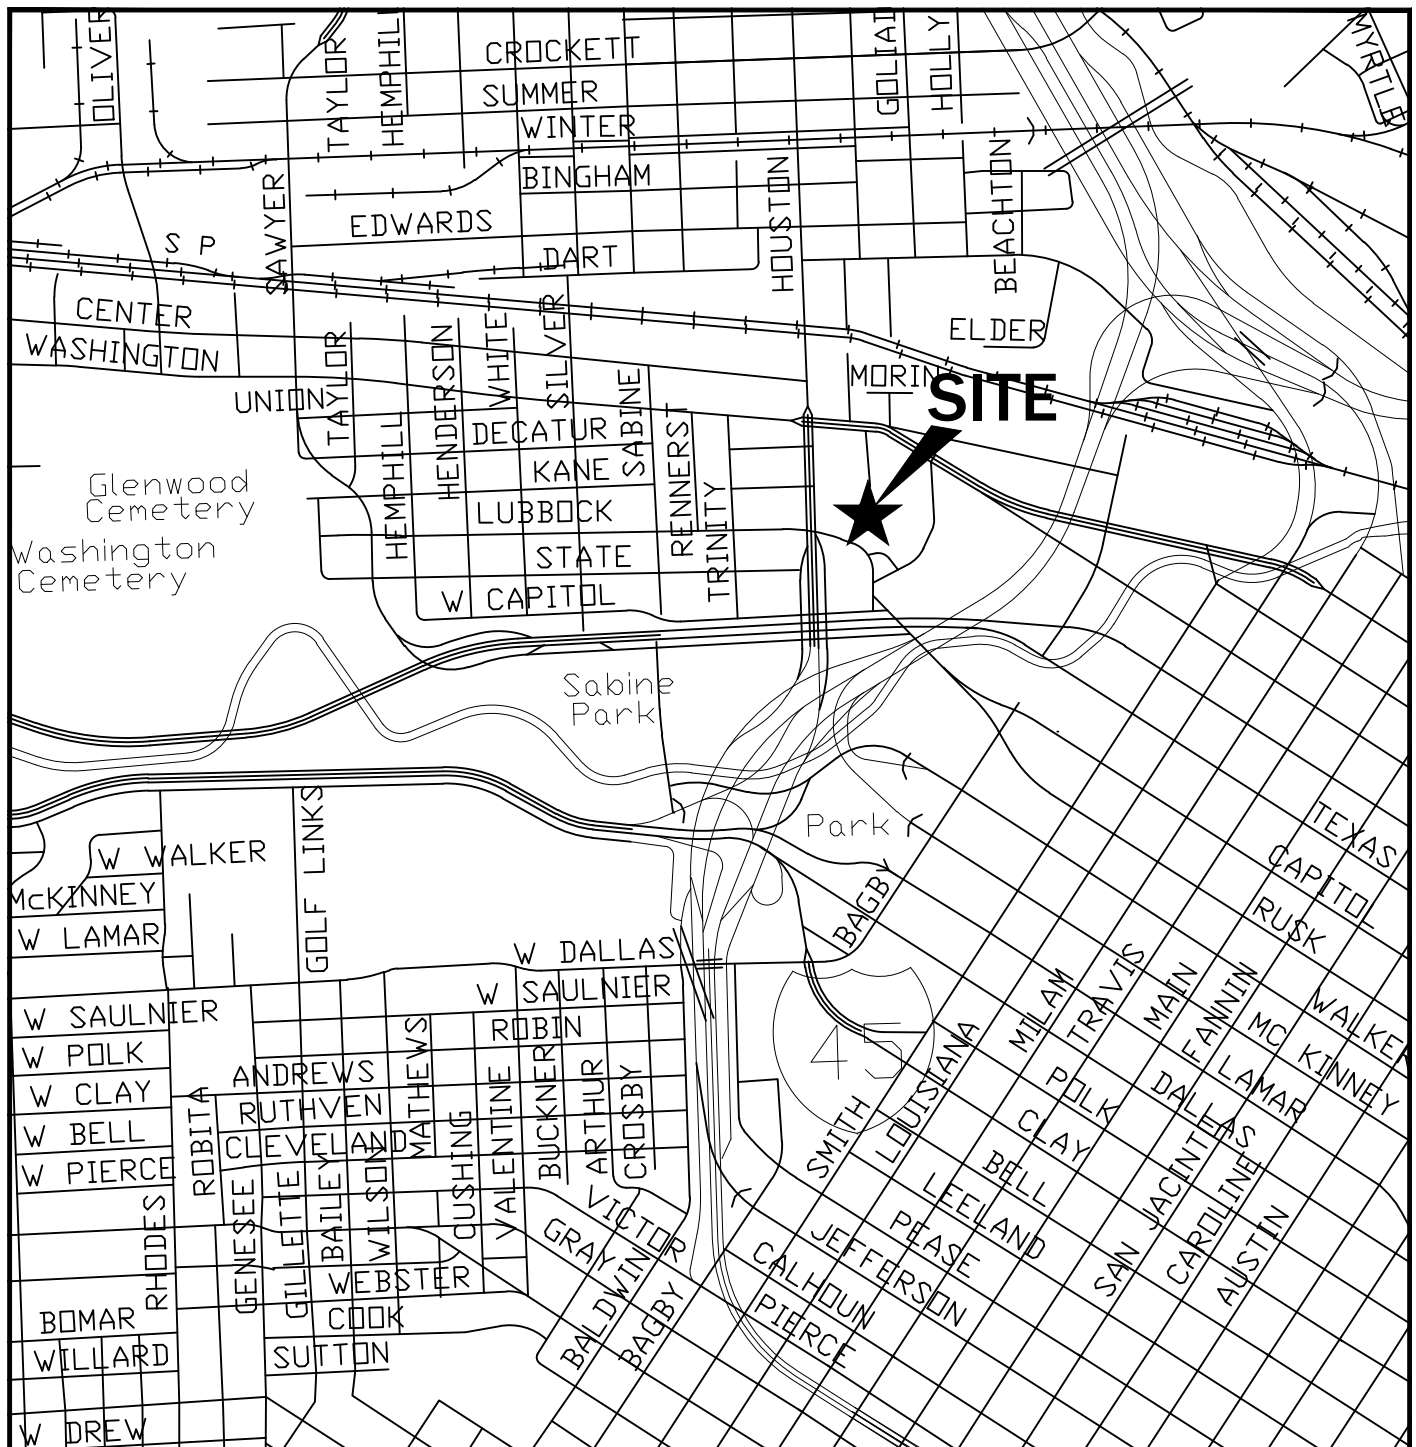 OLIVER
TAYLOR
HEMPHIL
CROCKETT
GOLIAD
HOLLY
MYRTLE
SUMMER
WINTER
BINGHAM
SAWYER
EDWARDS
HOUSTON
BEACHTON
S P
DART
CENTER
WASHINGTON
ELDER
TAYLOR
HENDERSON
WHITE
SILVER
MORIN
SITE
UNION
HEMPHILL
DECATUR
SABINE
RENNERST
KANE
Glenwood
Cemetery
LUBBOCK
TRINITY
Washington
Cemetery
STATE
W CAPITOL
Sabine
Park
GOLF LINKS
Park
TEXAS
W WALKER
CAPITOL
McKINNEY
RUSK
W LAMAR
BAGBY
W DALLAS
W SAULNIER
MILAM
TRAVIS
MAIN
FANNIN
WALKER
W SAULNIER
ROBIN
MC KINNEY
W POLK
45
ANDREWS
MATHEWS
LOUISIANA
POLK
LAMAR
W CLAY
RUTHVEN
VALENTINE
BUCKNER
ARTHUR
CROSBY
DALLAS
W BELL
CLEVELAND
CUSHING
SMITH
CLAY
W PIERCE
ROBITA
BELL
JACINTO
SAN
CAROLINE
AUSTIN
RHODES
GENESEE
GILLETTE
BAILEY
WILSON
VICTOR
LEELAND
GRAY
PEASE
JEFFERSON
WEBSTER
CALHOUN
BOMAR
COOK
BALDWIN
BAGBY
PIERCE
WILLARD
SUTTON
W DREW